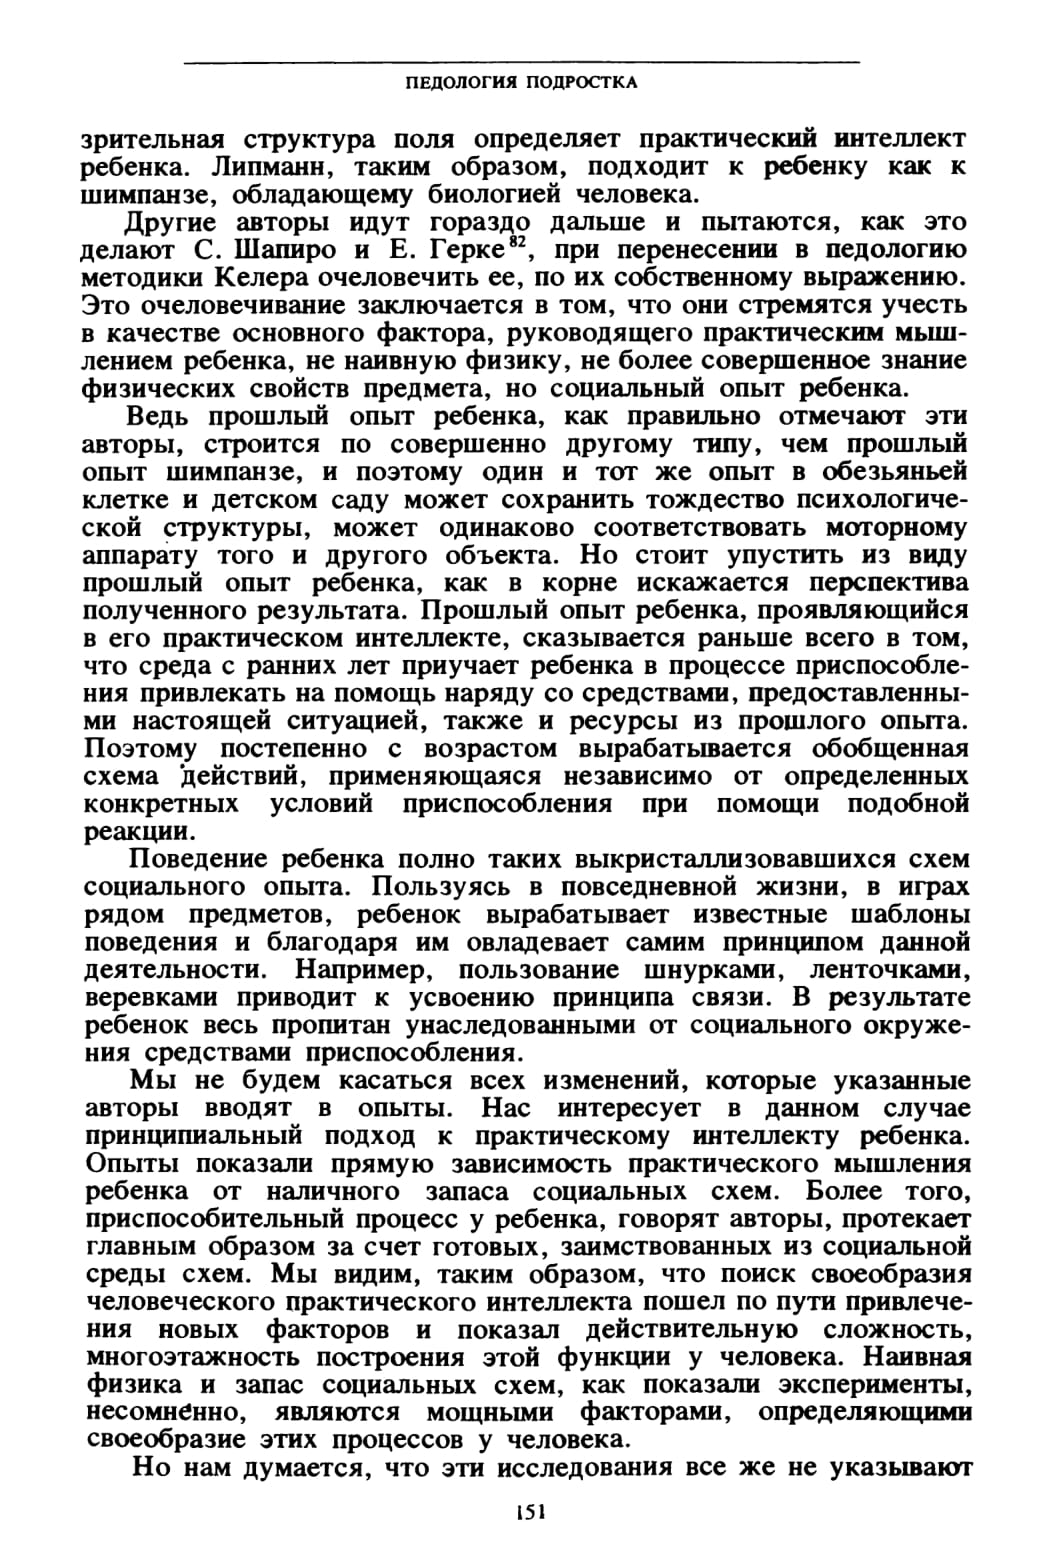 ПЕДОЛОГИЯ ПОДРОСТКА
зрительная структура поля определяет практический интеллект
ребенка. Липманн, таким образом, подходит к ребенку как к
шимпанзе, обладающему биологией человека.
Другие авторы идут гораздо дальше и пытаются, как это
делают С. Шапиро и Е. Герке⁸², при перенесении в педологию
методики Келера очеловечить ее, по их собственному выражению.
Это очеловечивание заключается в том, что они стремятся учесть
в качестве основного фактора, руководящего практическим мыш-
лением ребенка, не наивную физику, не более совершенное знание
физических свойств предмета, но социальный опыт ребенка.
Ведь прошлый опыт ребенка, как правильно отмечают эти
авторы, строится по совершенно другому типу, чем прошлый
опыт шимпанзе, и поэтому один и тот же опыт в обезьяньей
клетке и детском саду может сохранить тождество психологиче-
ской структуры, может одинаково соответствовать моторному
аппарату того и другого объекта. Но стоит упустить из виду
прошлый опыт ребенка, как в корне искажается перспектива
полученного результата. Прошлый опыт ребенка, проявляющийся
в его практическом интеллекте, сказывается раньше всего в том,
что среда с ранних лет приучает ребенка в процессе приспособле-
ния привлекать на помощь наряду со средствами, предоставленны-
ми настоящей ситуацией, также и ресурсы из прошлого опыта.
Поэтому постепенно с возрастом вырабатывается обобщенная
схема действий, применяющаяся независимо от определенных
конкретных условий приспособления при помощи подобной
реакции.
Поведение ребенка полно таких выкристаллизовавшихся схем
социального опыта. Пользуясь в повседневной жизни, в играх
рядом предметов, ребенок вырабатывает известные шаблоны
поведения и благодаря им овладевает самим принципом данной
деятельности. Например, пользование шнурками, ленточками,
веревками приводит к усвоению принципа связи. В результате
ребенок весь пропитан унаследованными от социального окруже-
ния средствами приспособления.
Мы не будем касаться всех изменений, которые указанные
авторы вводят в опыты. Нас интересует в данном случае
принципиальный подход к практическому интеллекту ребенка.
Опыты показали прямую зависимость практического мышления
ребенка от наличного запаса социальных схем. Более того,
приспособительный процесс у ребенка, говорят авторы, протекает
главным образом за счет готовых, заимствованных из социальной
среды схем. Мы видим, таким образом, что поиск своеобразия
человеческого практического интеллекта пошел по пути привлече-
ния новых факторов и показал действительную сложность,
многоэтажность построения этой функции у человека. Наивная
физика и запас социальных схем, как показали эксперименты,
несомненно, являются мощными факторами, определяющими
своеобразие этих процессов у человека.
Но нам думается, что эти исследования все же не указывают
151